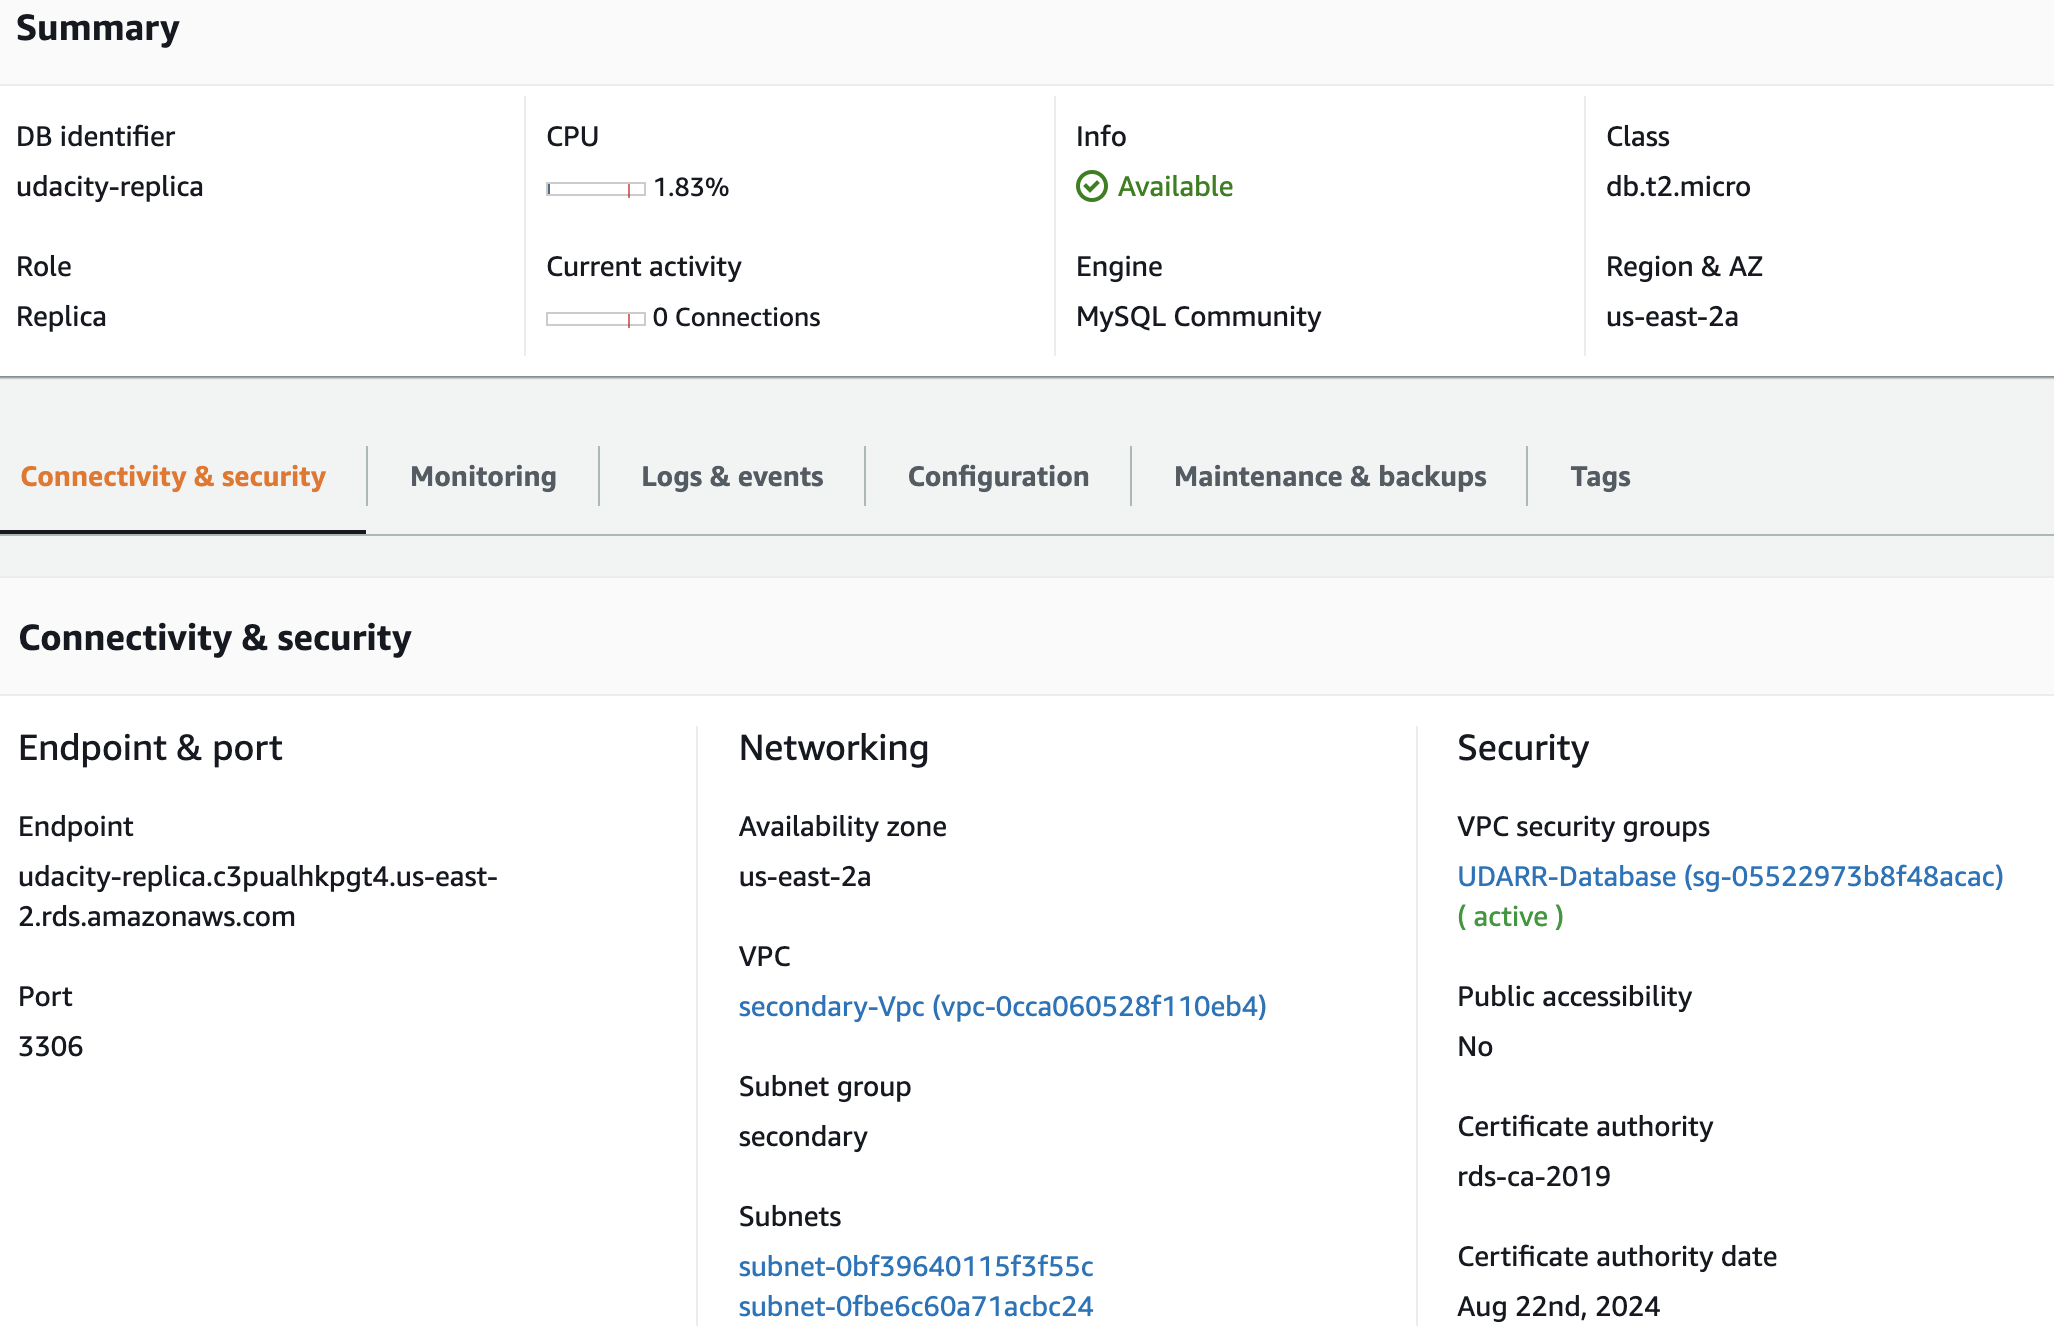 Summary
DB identifier
udacity-replica
CPU
1.83%
Info
Available
Class
db.t2.micro
Role
Replica
Current activity
0 Connections
Engine
MySQL Community
Region & AZ
us-east-2a
Connectivity & security
Monitoring
Logs & events
Configuration
Maintenance & backups
Tags
Connectivity & security
Endpoint & port
Endpoint
udacity-replica.c3pualhkpgt4.us-east-
2.rds.amazonaws.com
Port
3306
Networking
Availability zone
us-east-2a
VPC
secondary-Vpc (vpc-0cca060528f110eb4)
Subnet group
secondary
Subnets
subnet-0bf39640115f3f55c
subnet-0fbe6c60a71acbc24
Security
VPC security groups
UDARR-Database (sg-05522973b8f48acac)
( active )
Public accessibility
No
Certificate authority
rds-ca-2019
Certificate authority date
Aug 22nd, 2024